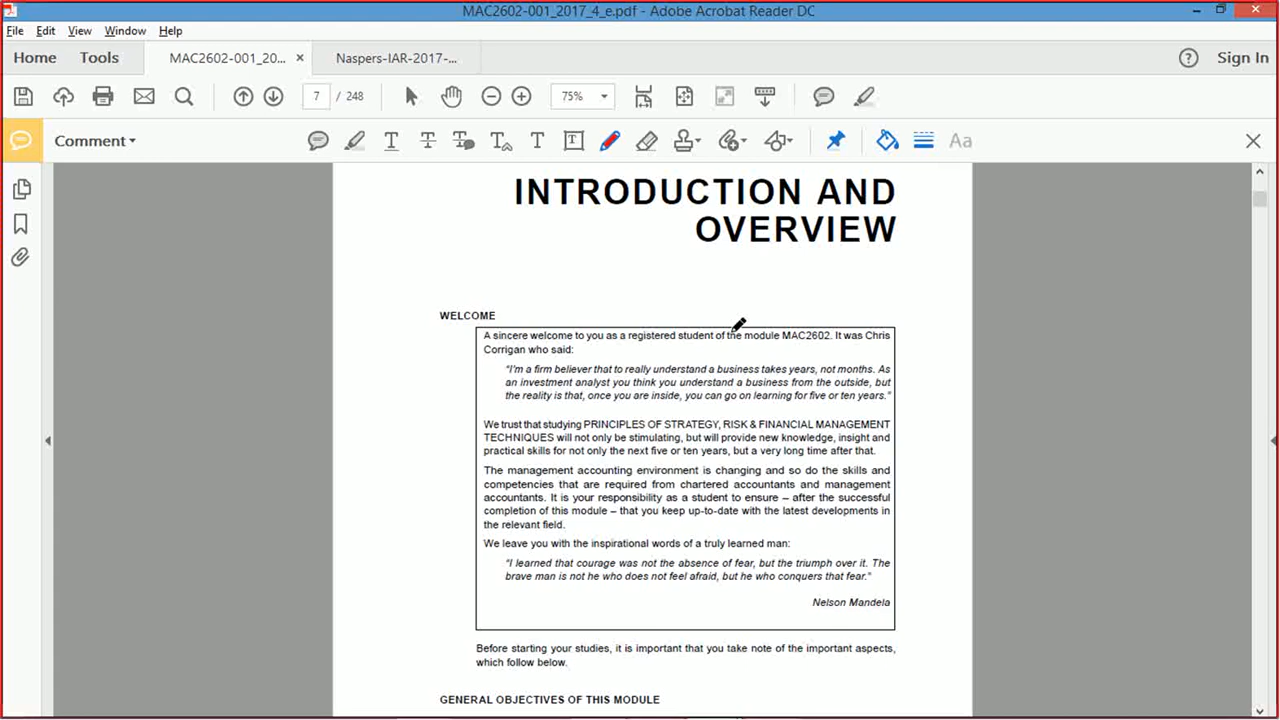 MAC2602-001_2017_4_e.pdf - Adobe Acrobat Reader DC
File Edit View Window Help
Home Tools MAC2602-001_20... × Naspers-IAR-2017-... Sign In
7 / 248 75%
Comment
INTRODUCTION AND
OVERVIEW
WELCOME
A sincere welcome to you as a registered student of the module MAC2602. It was Chris
Corrigan who said:
"I'm a firm believer that to really understand a business takes years, not months. As
an investment analyst you think you understand a business from the outside, but
the reality is that, once you are inside, you can go on learning for five or ten years."
We trust that studying PRINCIPLES OF STRATEGY, RISK & FINANCIAL MANAGEMENT
TECHNIQUES will not only be stimulating, but will provide new knowledge, insight and
practical skills for not only the next five or ten years, but a very long time after that.
The management accounting environment is changing and so do the skills and
competencies that are required from chartered accountants and management
accountants. It is your responsibility as a student to ensure – after the successful
completion of this module – that you keep up-to-date with the latest developments in
the relevant field.
We leave you with the inspirational words of a truly learned man:
"I learned that courage was not the absence of fear, but the triumph over it. The
brave man is not he who does not feel afraid, but he who conquers that fear."
Nelson Mandela
Before starting your studies, it is important that you take note of the important aspects,
which follow below.
GENERAL OBJECTIVES OF THIS MODULE